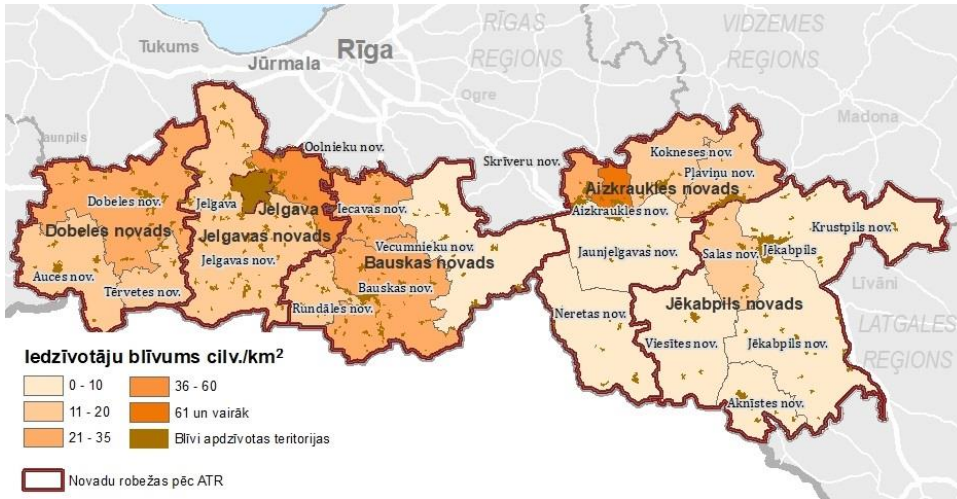 RĪGAS
REĢIONS
VIDZEMES
REĢIONS
Tukums
Rīga
Jūrmala
Ogre
Madona
Jaunpils
Oolnieku nov.
Skrīveru nov.
Kokneses nov.
Pļaviņu nov.
Aizkraukles novads
Aizkraukles nov.
Dobeles nov.
Jelgava
Jelgava
Iecavas nov.
Dobeles novads
Jelgavas novads
Vecumnieku nov.
Bauskas novads
Jelgavas nov.
Auces nov.
Tērvetes nov.
Bauskas nov.
Rundāles nov.
Jaunjelgavas nov.
Salas nov.
Jēkabpils
Krustpils nov.
Līvāni
Neretas nov.
Jēkabpils novads
Viesītes nov.
Jēkabpils nov.
LATGALES
REĢIONS
Aknīstes nov.
Iedzīvotāju blīvums cilv./km²
0 - 10
11 - 20
21 - 35
36 - 60
61 un vairāk
Blīvi apdzīvotas teritorijas
Novadu robežas pēc ATR